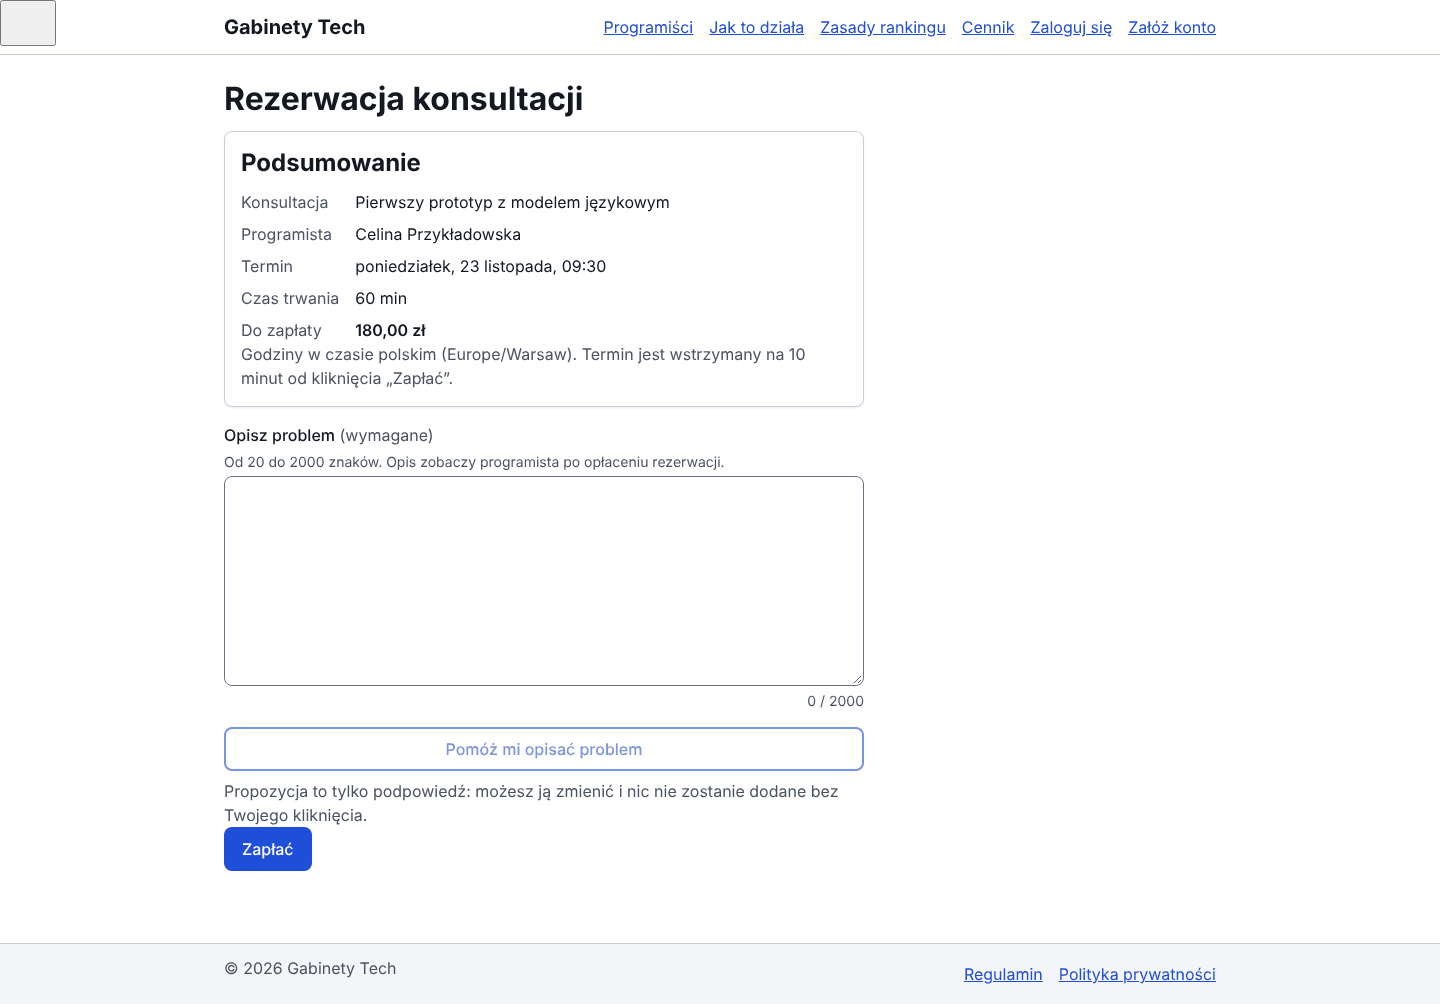 Gabinety Tech
Programiści Jak to działa Zasady rankingu Cennik Zaloguj się Załóż konto
Rezerwacja konsultacji
Podsumowanie
Konsultacja Pierwszy prototyp z modelem językowym
Programista Celina Przykładowska
Termin poniedziałek, 23 listopada, 09:30
Czas trwania 60 min
Do zapłaty 180,00 zł
Godziny w czasie polskim (Europe/Warsaw). Termin jest wstrzymany na 10
minut od kliknięcia „Zapłać”.
Opisz problem (wymagane)
Od 20 do 2000 znaków. Opis zobaczy programista po opłaceniu rezerwacji.
0 / 2000
Pomóż mi opisać problem
Propozycja to tylko podpowiedź: możesz ją zmienić i nic nie zostanie dodane bez
Twojego kliknięcia.
Zapłać
© 2026 Gabinety Tech
Regulamin Polityka prywatności